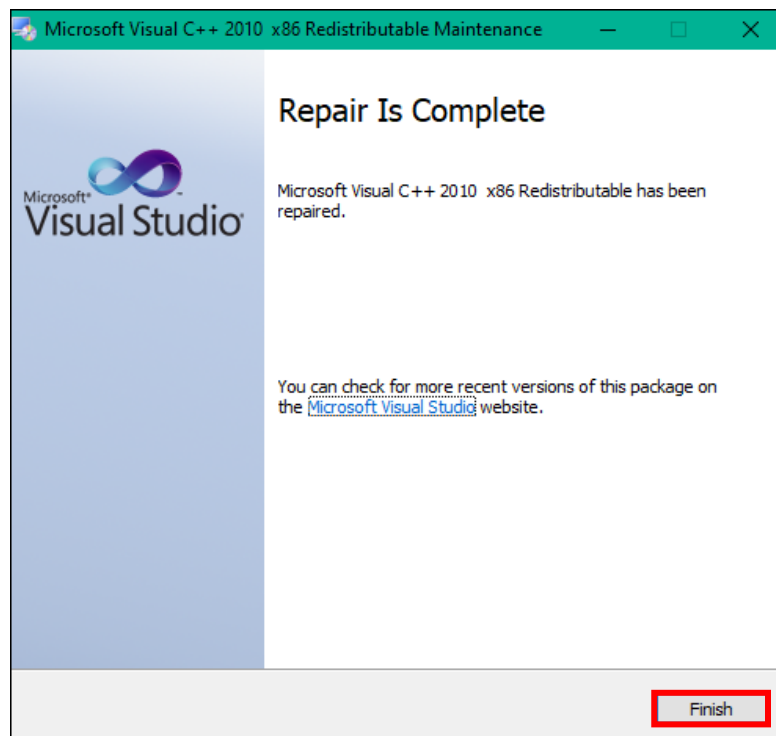 Microsoft Visual C++ 2010 x86 Redistributable Maintenance
Repair Is Complete
Microsoft®
Visual Studio®
Microsoft Visual C++ 2010 x86 Redistributable has been
repaired.
You can check for more recent versions of this package on
the Microsoft Visual Studio website.
Finish